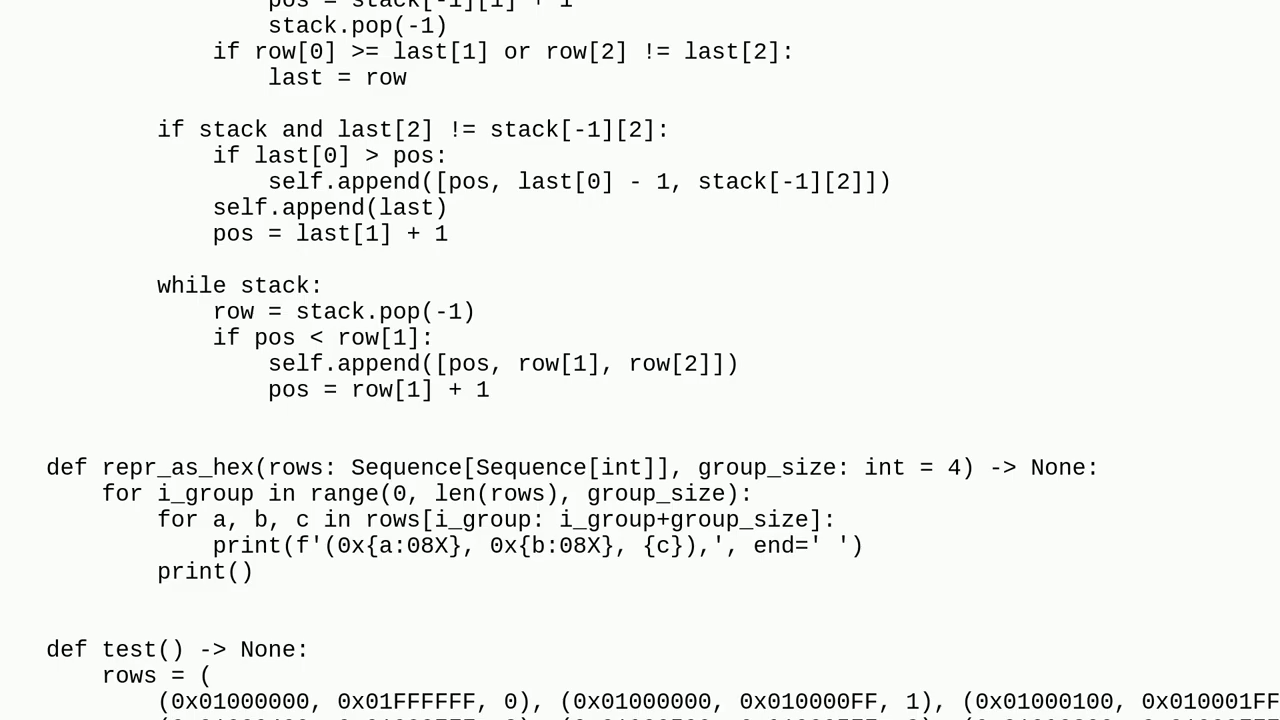 pos = stack[-1][1] + 1
stack.pop(-1)
if row[0] >= last[1] or row[2] != last[2]:
last = row
if stack and last[2] != stack[-1][2]:
if last[0] > pos:
self.append([pos, last[0] - 1, stack[-1][2]])
self.append(last)
pos = last[1] + 1
while stack:
row = stack.pop(-1)
if pos < row[1]:
self.append([pos, row[1], row[2]])
pos = row[1] + 1
def repr_as_hex(rows: Sequence[Sequence[int]], group_size: int = 4) -> None:
for i_group in range(0, len(rows), group_size):
for a, b, c in rows[i_group: i_group+group_size]:
print(f'(0x{a:08X}, 0x{b:08X}, {c}),', end=' ')
print()
def test() -> None:
rows = (
(0x01000000, 0x01FFFFFF, 0), (0x01000000, 0x010000FF, 1), (0x01000100, 0x010001FF